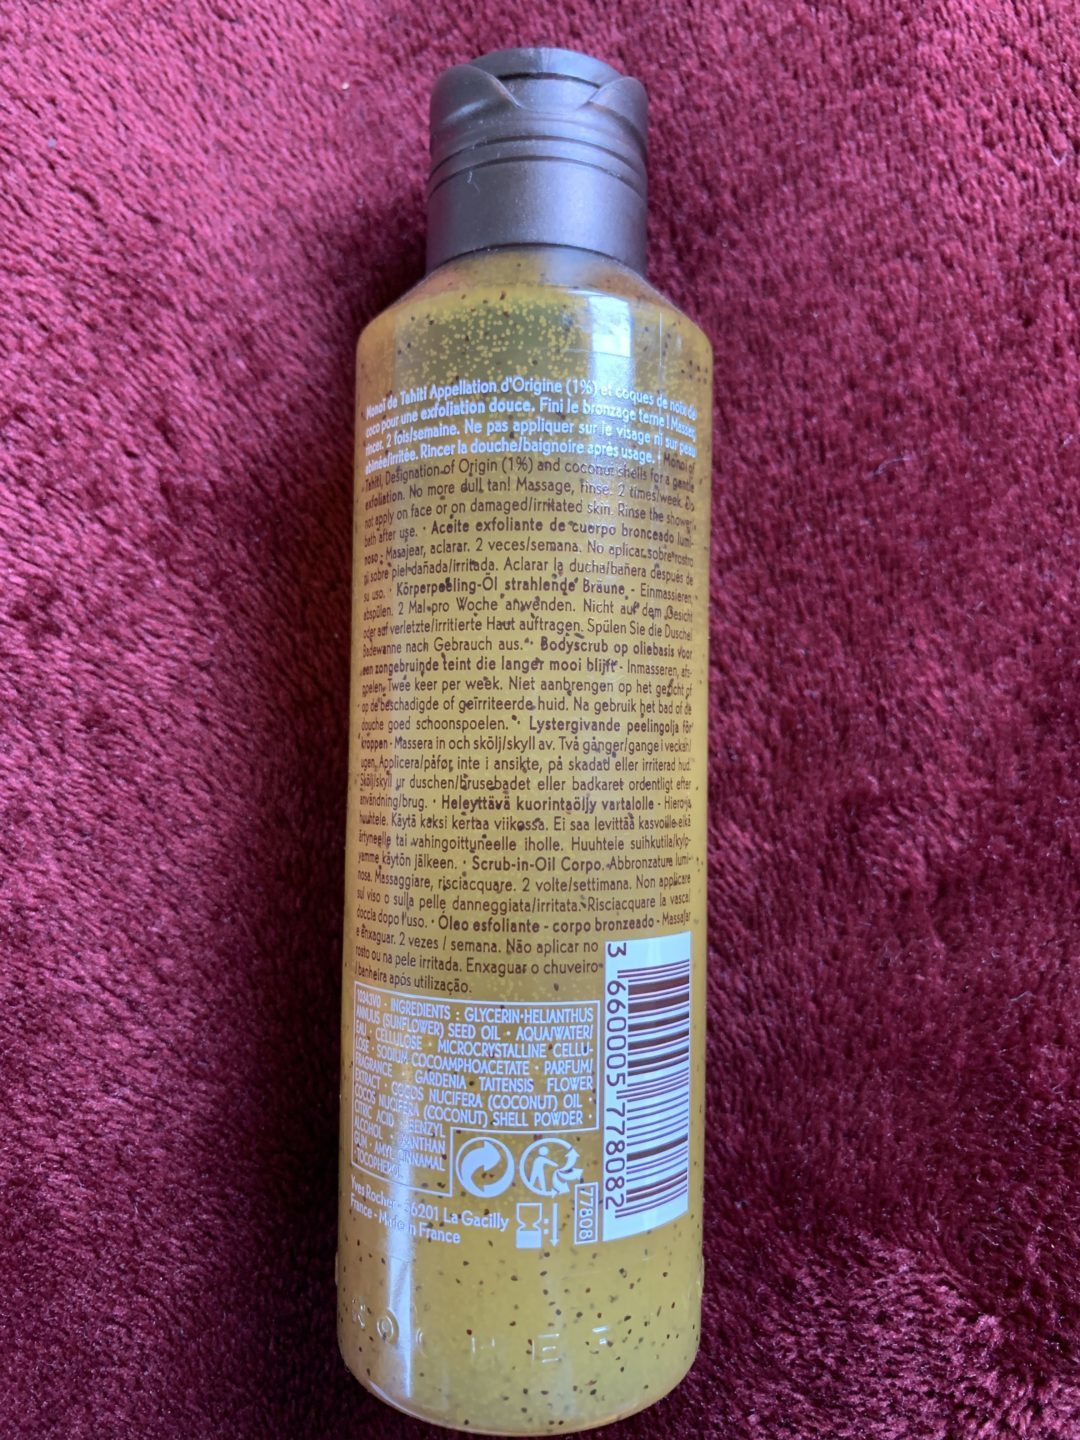 Monoï de Tahiti Appellation d'Origine (1%) et coques de noix de
coco pour une exfoliation douce. Fini le bronzage terne ! Masser,
rincer. 2 fois/semaine. Ne pas appliquer sur le visage ni sur peau
abîmée/irritée. Rincer la douche/baignoire après usage. • Monoi of
Tahiti, Designation of Origin (1%) and coconut shells for a gentle
exfoliation. No more dull tan! Massage, rinse. 2 times/week. Do
not apply on face or on damaged/irritated skin. Rinse the shower/
bath after use. • Aceite exfoliante de cuerpo bronceado lumi-
noso - Masajear, aclarar. 2 veces/semana. No aplicar sobre rostro
ni sobre piel dañada/irritada. Aclarar la ducha/bañera después de
su uso. • Körperpeeling-Öl strahlende Bräune - Einmassieren,
abspülen. 2 Mal pro Woche anwenden. Nicht auf dem Gesicht
oder auf verletzte/irritierte Haut auftragen. Spülen Sie die Dusche/
Badewanne nach Gebrauch aus. • Bodyscrub op oliebasis voor
een zongebruinde teint die langer mooi blijft - Inmasseren, afs-
poelen. Twee keer per week. Niet aanbrengen op het gezicht of
op de beschadigde of geïrriteerde huid. Na gebruik het bad of de
douche goed schoonspoelen. • Lystergivande peelingolja för
kroppen - Massera in och skölj/skyll av. Två gånger/gange i veckan/
ugen. Applicera/påfør inte i ansikte, på skadad eller irriterad hud.
Skölj/skyll ur duschen/brusebadet eller badkaret ordentligt efter
användning/brug. • Heleyttävä kuorintaöljy vartalolle - Hiero ja
huuhtele. Käytä kaksi kertaa viikossa. Ei saa levittää kasvoille eikä
ärtyneelle tai vahingoittuneelle iholle. Huuhtele suihkutila/kylp-
yamme käytön jälkeen. • Scrub-in-Oil Corpo. Abbronzatura lumi-
nosa. Massaggiare, risciacquare. 2 volte/settimana. Non applicare
sul viso o sulla pelle danneggiata/irritata. Risciacquare la vasca/
doccia dopo l'uso. • Óleo esfoliante - corpo bronzeado - Massajar
e enxaguar. 2 vezes / semana. Não aplicar no
rosto ou na pele irritada. Enxaguar o chuveiro
/ banheira após utilização.
10243V0 - INGREDIENTS : GLYCERIN • HELIANTHUS
ANNUUS (SUNFLOWER) SEED OIL • AQUA/WATER/
EAU • CELLULOSE • MICROCRYSTALLINE CELLU-
LOSE • SODIUM COCOAMPHOACETATE • PARFUM/
FRAGRANCE • GARDENIA TAITENSIS FLOWER
EXTRACT • COCOS NUCIFERA (COCONUT) OIL •
COCOS NUCIFERA (COCONUT) SHELL POWDER •
CITRIC ACID • BENZYL
ALCOHOL • XANTHAN
GUM • AMYL CINNAMAL
• TOCOPHEROL
Yves Rocher - 56201 La Gacilly
France - Made in France
77808
3 660005 778082
ROCHER